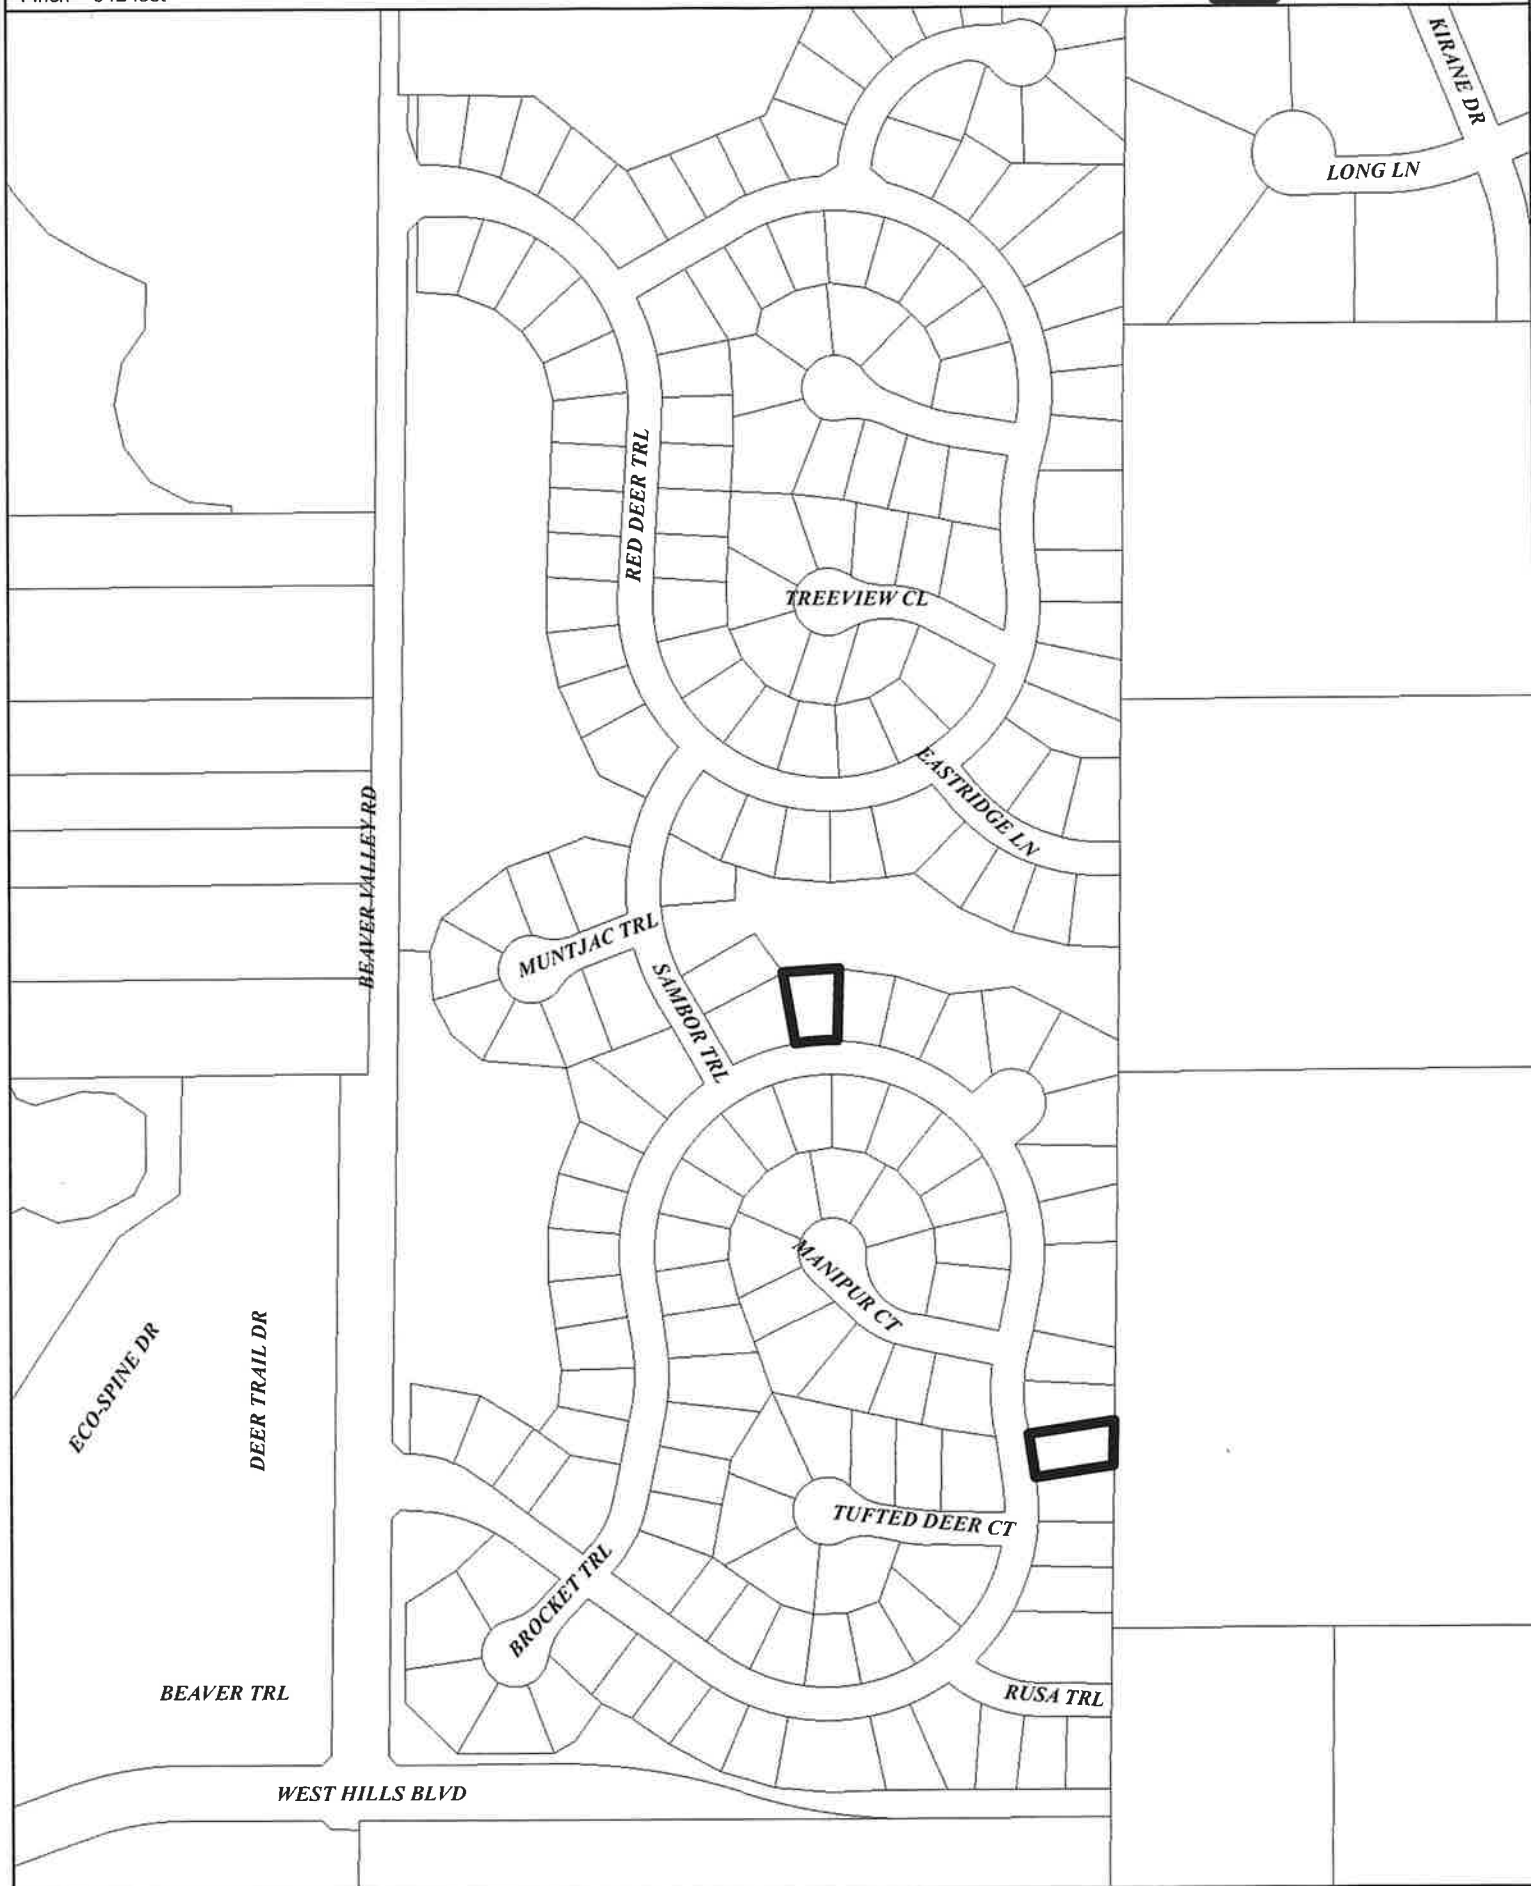 KIRANE DR
LONG LN
RED DEER TRL
TREEVIEW CL
EASTRIDGE LN
BEAVER VALLEY RD
MUNTJAC TRL
SAMBOR TRL
MANIPUR CT
ECO-SPINE DR
DEER TRAIL DR
TUFTED DEER CT
BROCKET TRL
BEAVER TRL
RUSA TRL
WEST HILLS BLVD